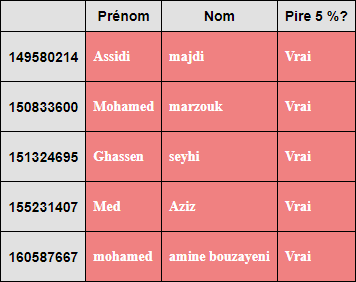 Prénom Nom Pire 5 %?
149580214 Assidi majdi Vrai
150833600 Mohamed marzouk Vrai
151324695 Ghassen seyhi Vrai
155231407 Med Aziz Vrai
160587667 mohamed amine bouzayeni Vrai